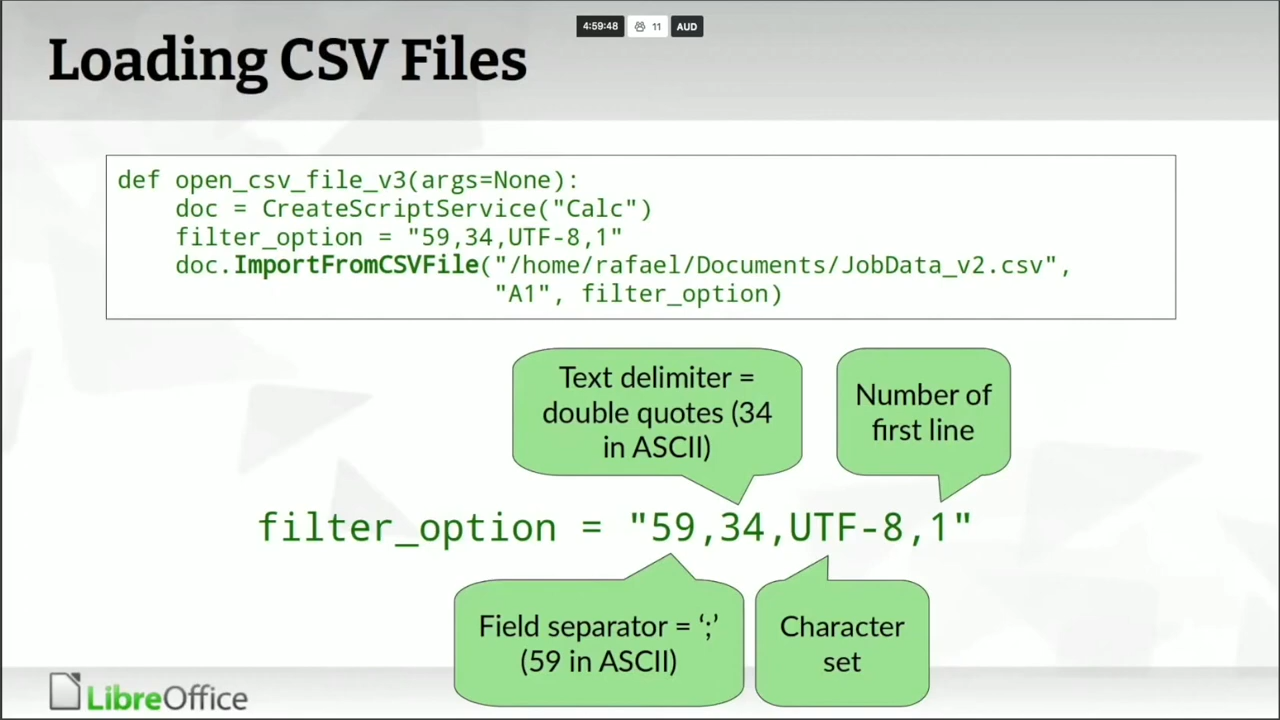 4:59:48 11 AUD
Loading CSV Files
def open_csv_file_v3(args=None):
    doc = CreateScriptService("Calc")
    filter_option = "59,34,UTF-8,1"
    doc.ImportFromCSVFile("/home/rafael/Documents/JobData_v2.csv",
                          "A1", filter_option)
Text delimiter =
double quotes (34
in ASCII)
Number of
first line
filter_option = "59,34,UTF-8,1"
Field separator = ‘;’
(59 in ASCII)
Character
set
LibreOffice